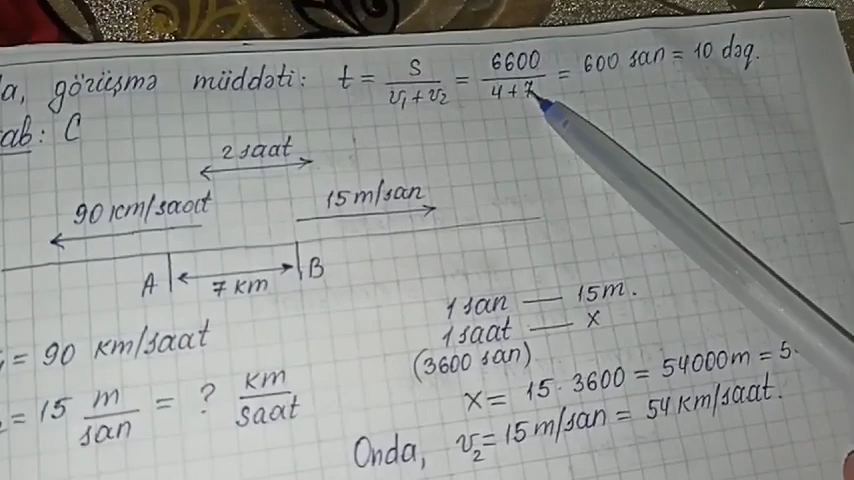 a, görüşmə müddəti: t = S / v₁ + v₂ = 6600 / 4 + 7 = 600 san = 10 dəq.
ab: C
2 saat
90 km/saat
15 m/san
A 7 km B
1 san — 15 m.
1 saat — x
(3600 san)
= 90 km/saat
= 15 m/san = ? km/saat
x = 15 · 3600 = 54000 m = 5
Onda, v₂ = 15 m/san = 54 km/saat.